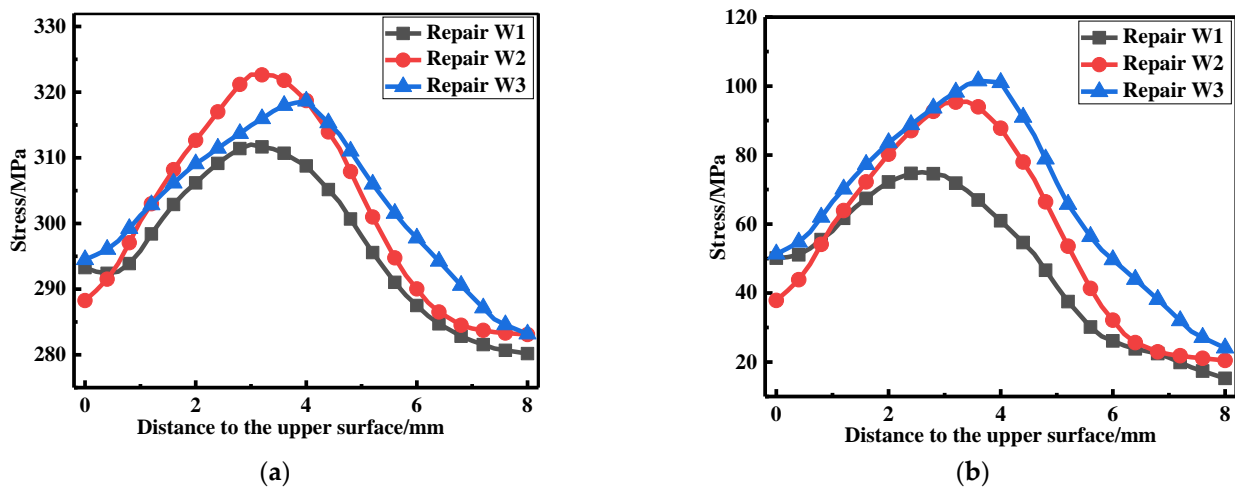 330
320
310
300
290
280
Stress/MPa
Repair W1
Repair W2
Repair W3
0 2 4 6 8
Distance to the upper surface/mm
(a)
120
100
80
60
40
20
Stress/MPa
Repair W1
Repair W2
Repair W3
0 2 4 6 8
Distance to the upper surface/mm
(b)